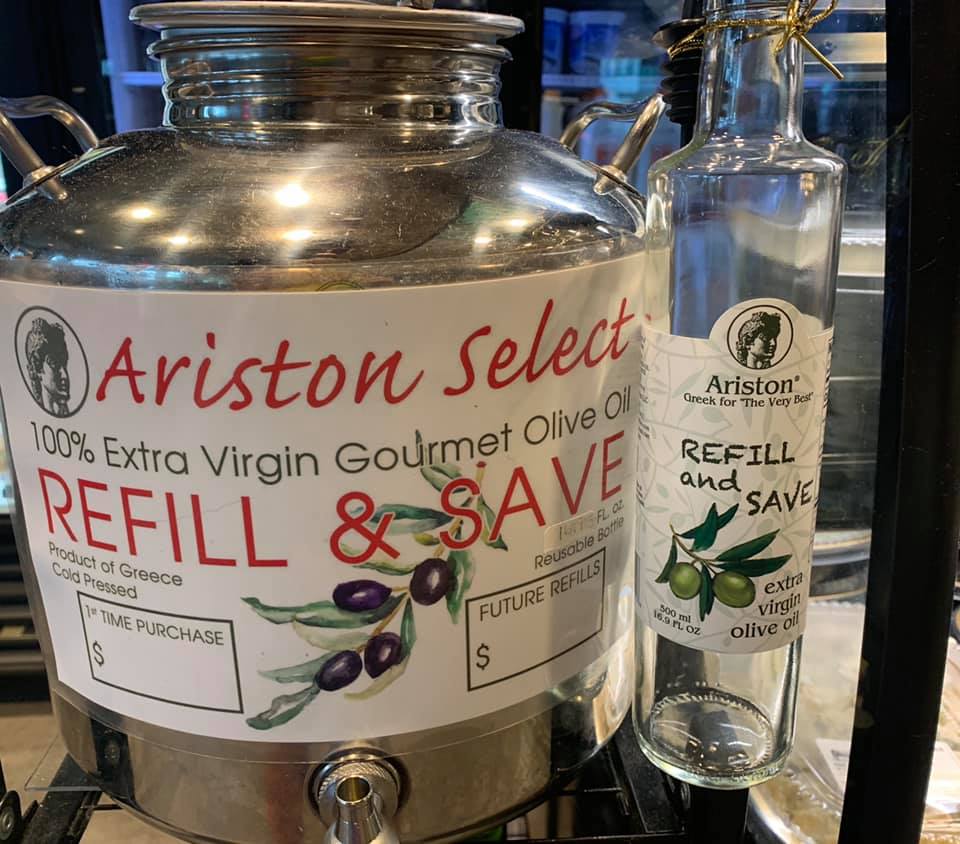 Ariston Select
100% Extra Virgin Gourmet Olive Oil
REFILL & SAVE
Product of Greece
Cold Pressed
FL. oz.
Reusable Bottle
1st TIME PURCHASE
$
FUTURE REFILLS
$
Ariston®
Greek for "The Very Best"
REFILL
and SAVE
extra
virgin
olive oil
500 ml
16.9 FL OZ